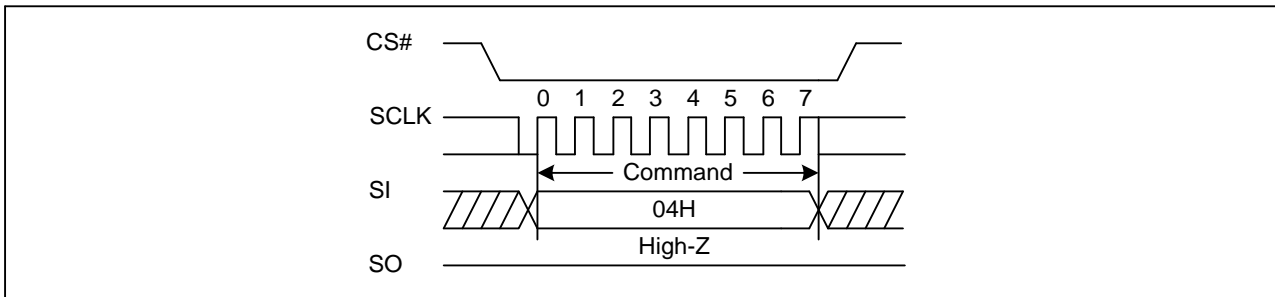 CS#
0 1 2 3 4 5 6 7
SCLK
Command
SI
04H
High-Z
SO